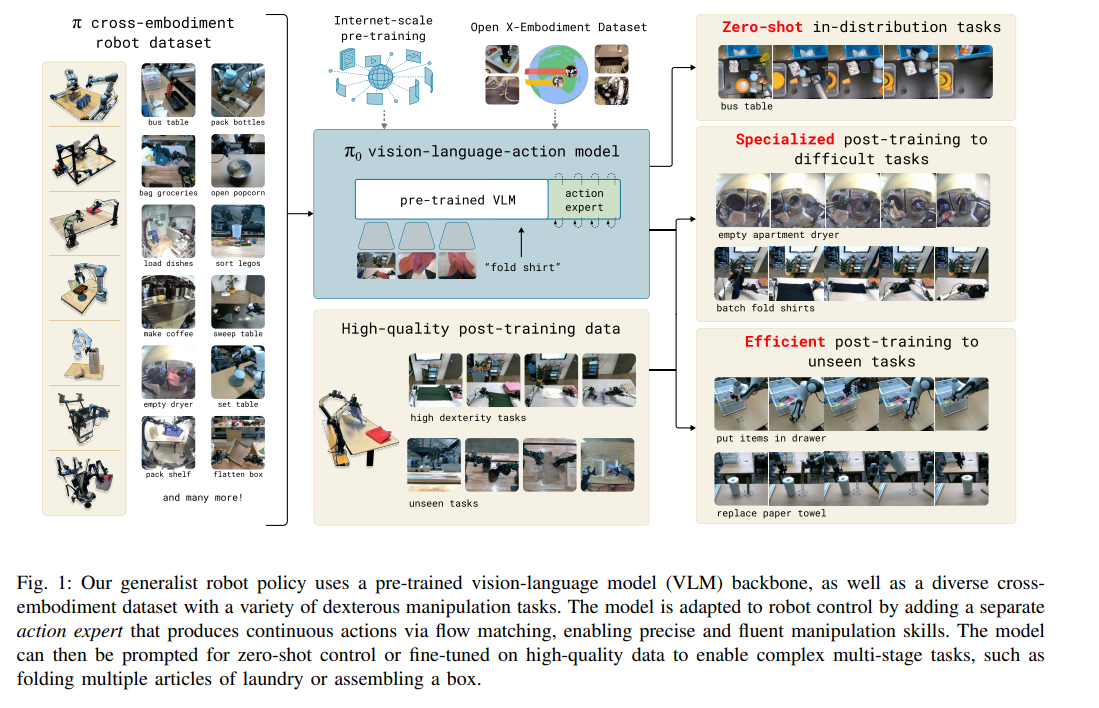 π cross-embodiment
robot dataset
bus table
pack bottles
bag groceries
open popcorn
load dishes
sort legos
make coffee
sweep table
empty dryer
set table
pack shelf
flatten box
and many more!
Internet-scale
pre-training
Open X-Embodiment Dataset
π₀ vision-language-action model
pre-trained VLM
action
expert
“fold shirt”
High-quality post-training data
high dexterity tasks
unseen tasks
Zero-shot in-distribution tasks
bus table
Specialized post-training to
difficult tasks
empty apartment dryer
batch fold shirts
Efficient post-training to
unseen tasks
put items in drawer
replace paper towel
Fig. 1: Our generalist robot policy uses a pre-trained vision-language model (VLM) backbone, as well as a diverse cross-
embodiment dataset with a variety of dexterous manipulation tasks. The model is adapted to robot control by adding a separate
action expert that produces continuous actions via flow matching, enabling precise and fluent manipulation skills. The model
can then be prompted for zero-shot control or fine-tuned on high-quality data to enable complex multi-stage tasks, such as
folding multiple articles of laundry or assembling a box.